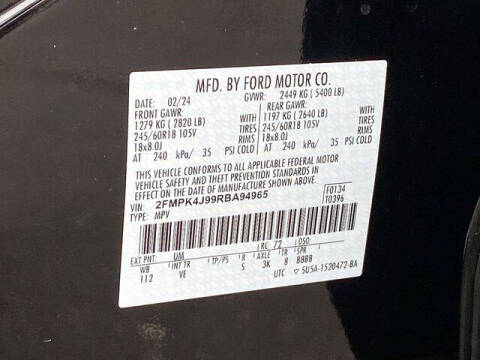 MFD. BY FORD MOTOR CO.
DATE: 02/24 GVWR: 2449 KG ( 5400 LB)
FRONT GAWR: REAR GAWR:
1279 KG ( 2820 LB) WITH 1197 KG ( 2640 LB) WITH
245/60R18 105V TIRES 245/60R18 105V TIRES
18x8.0J RIMS 18x8.0J RIMS
AT 240 kPa/ 35 PSI COLD AT 240 kPa/ 35 PSI COLD
THIS VEHICLE CONFORMS TO ALL APPLICABLE FEDERAL MOTOR
VEHICLE SAFETY AND THEFT PREVENTION STANDARDS IN
EFFECT ON THE DATE OF MANUFACTURE SHOWN ABOVE.
VIN: 2FMPK4J99RBA94965 F0134
TYPE: MPV T0396
EXT PNT: UM RC: 72 DSO:
WB INT TR TP/PS R AXLE TR SPR
112 VE S 3K 8 BBBB
UTC ▽ 5U5A-1520472-BA